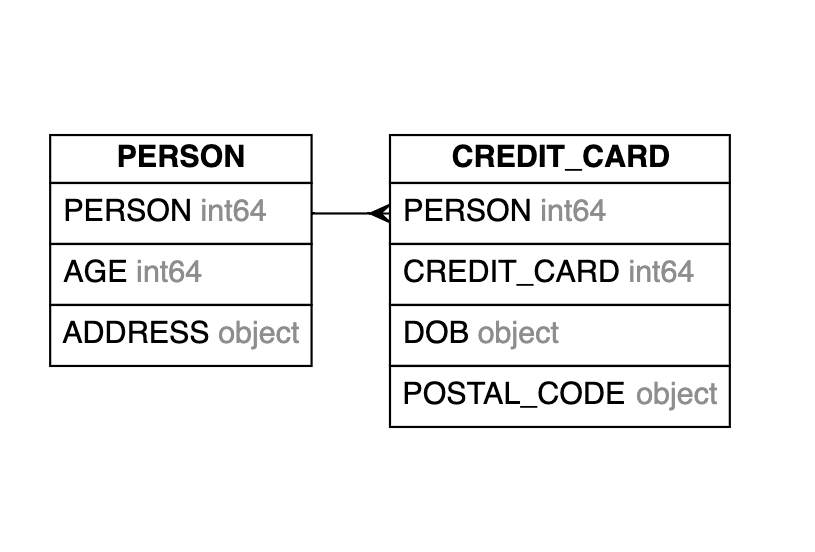 PERSON
PERSON int64
AGE int64
ADDRESS object
CREDIT_CARD
PERSON int64
CREDIT_CARD int64
DOB object
POSTAL_CODE object